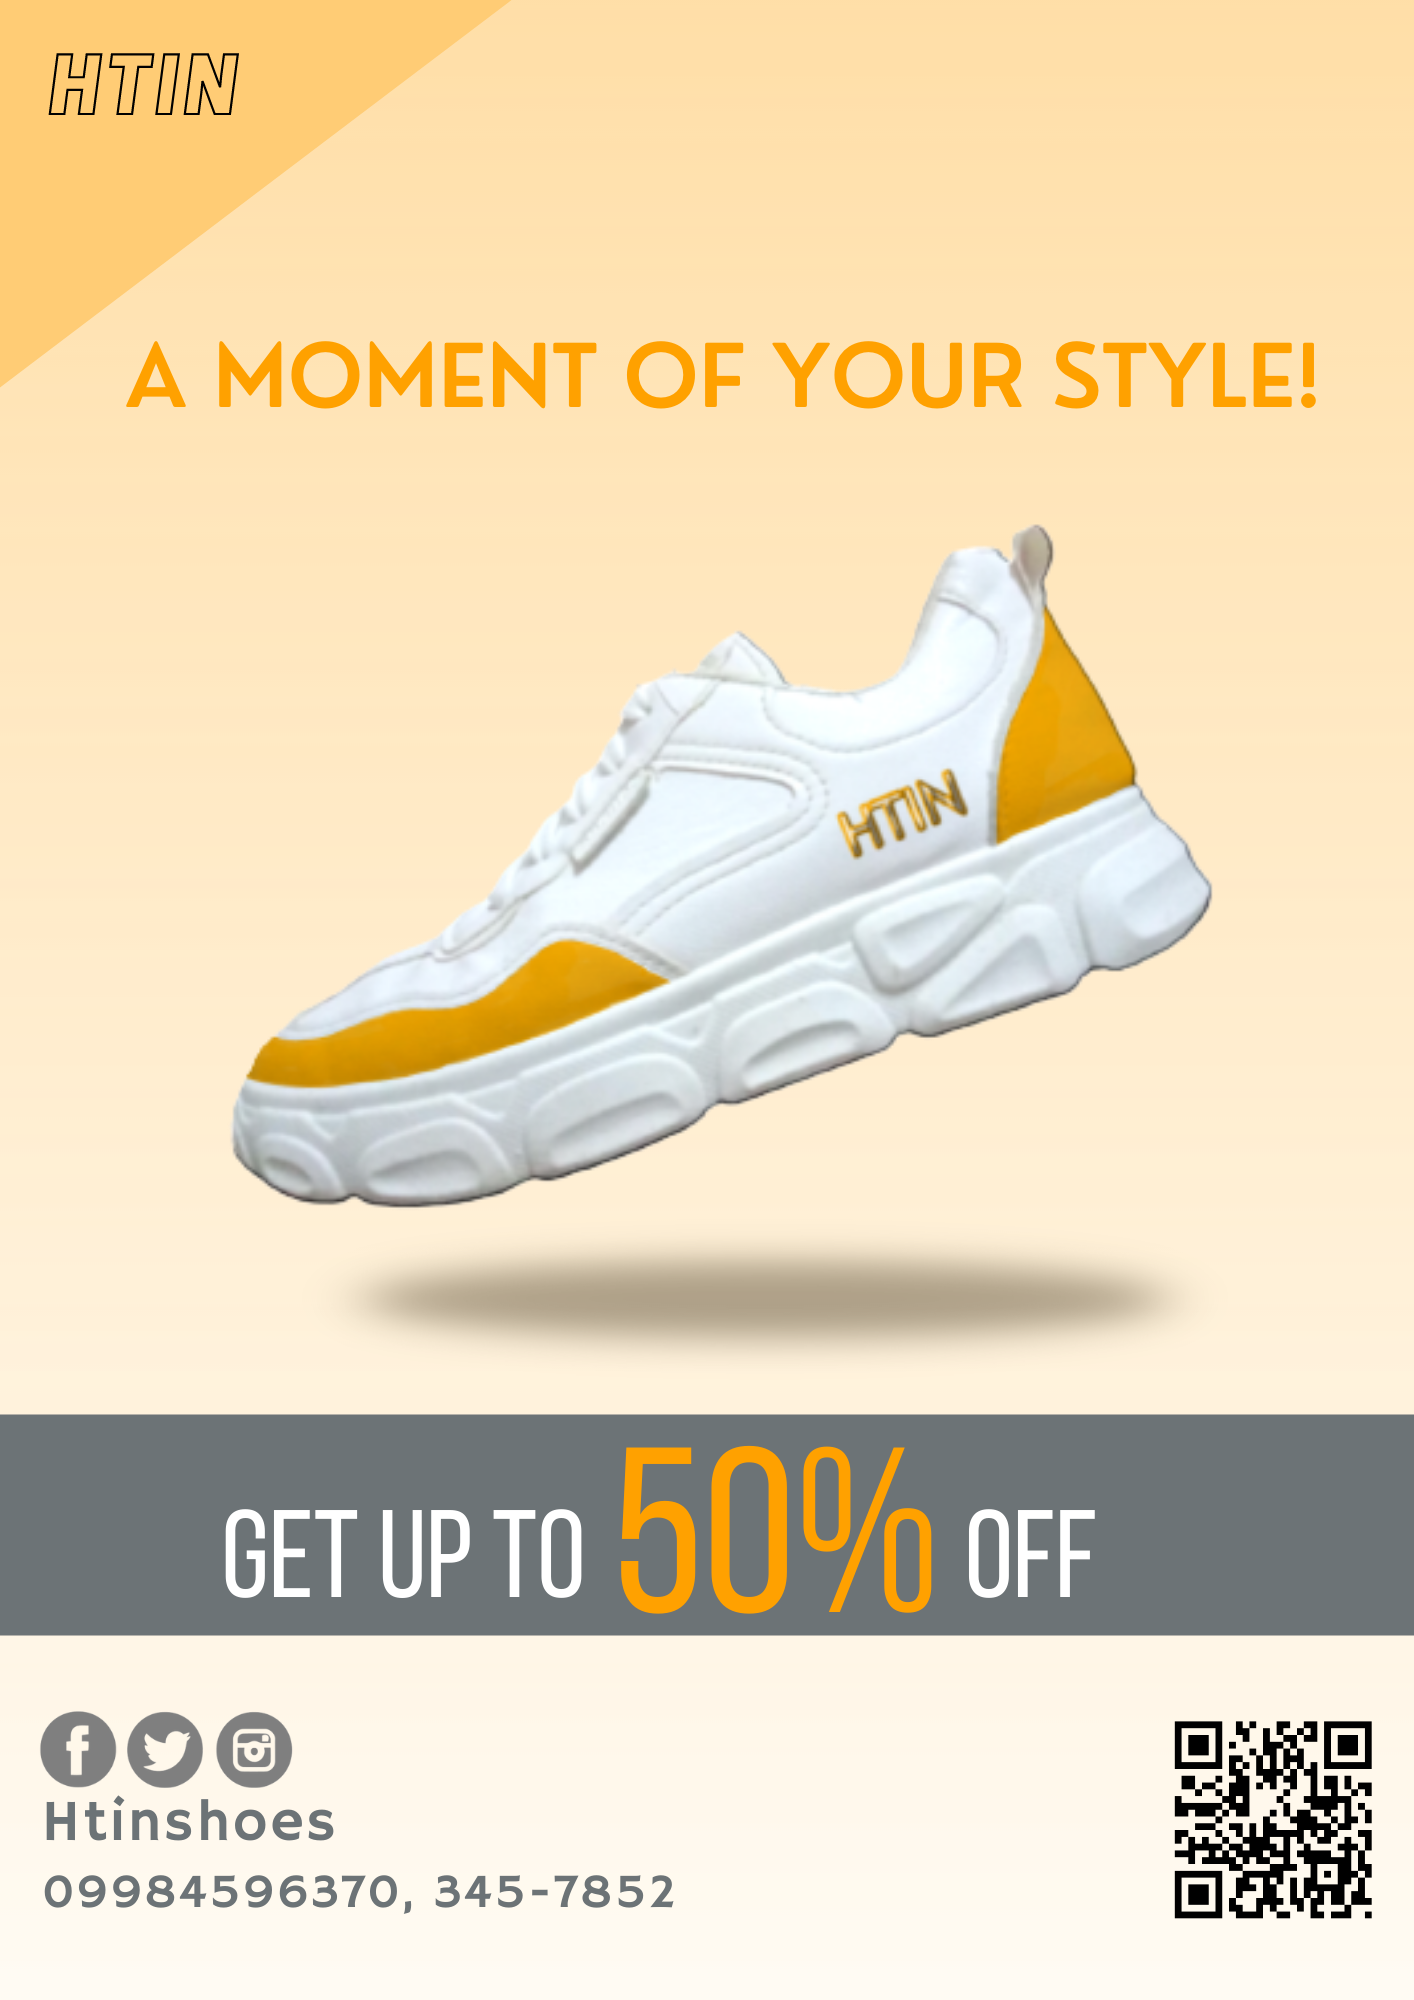 HTIN
A MOMENT OF YOUR STYLE!
HTIN
GET UP TO 50% OFF
Htinshoes
09984596370, 345-7852